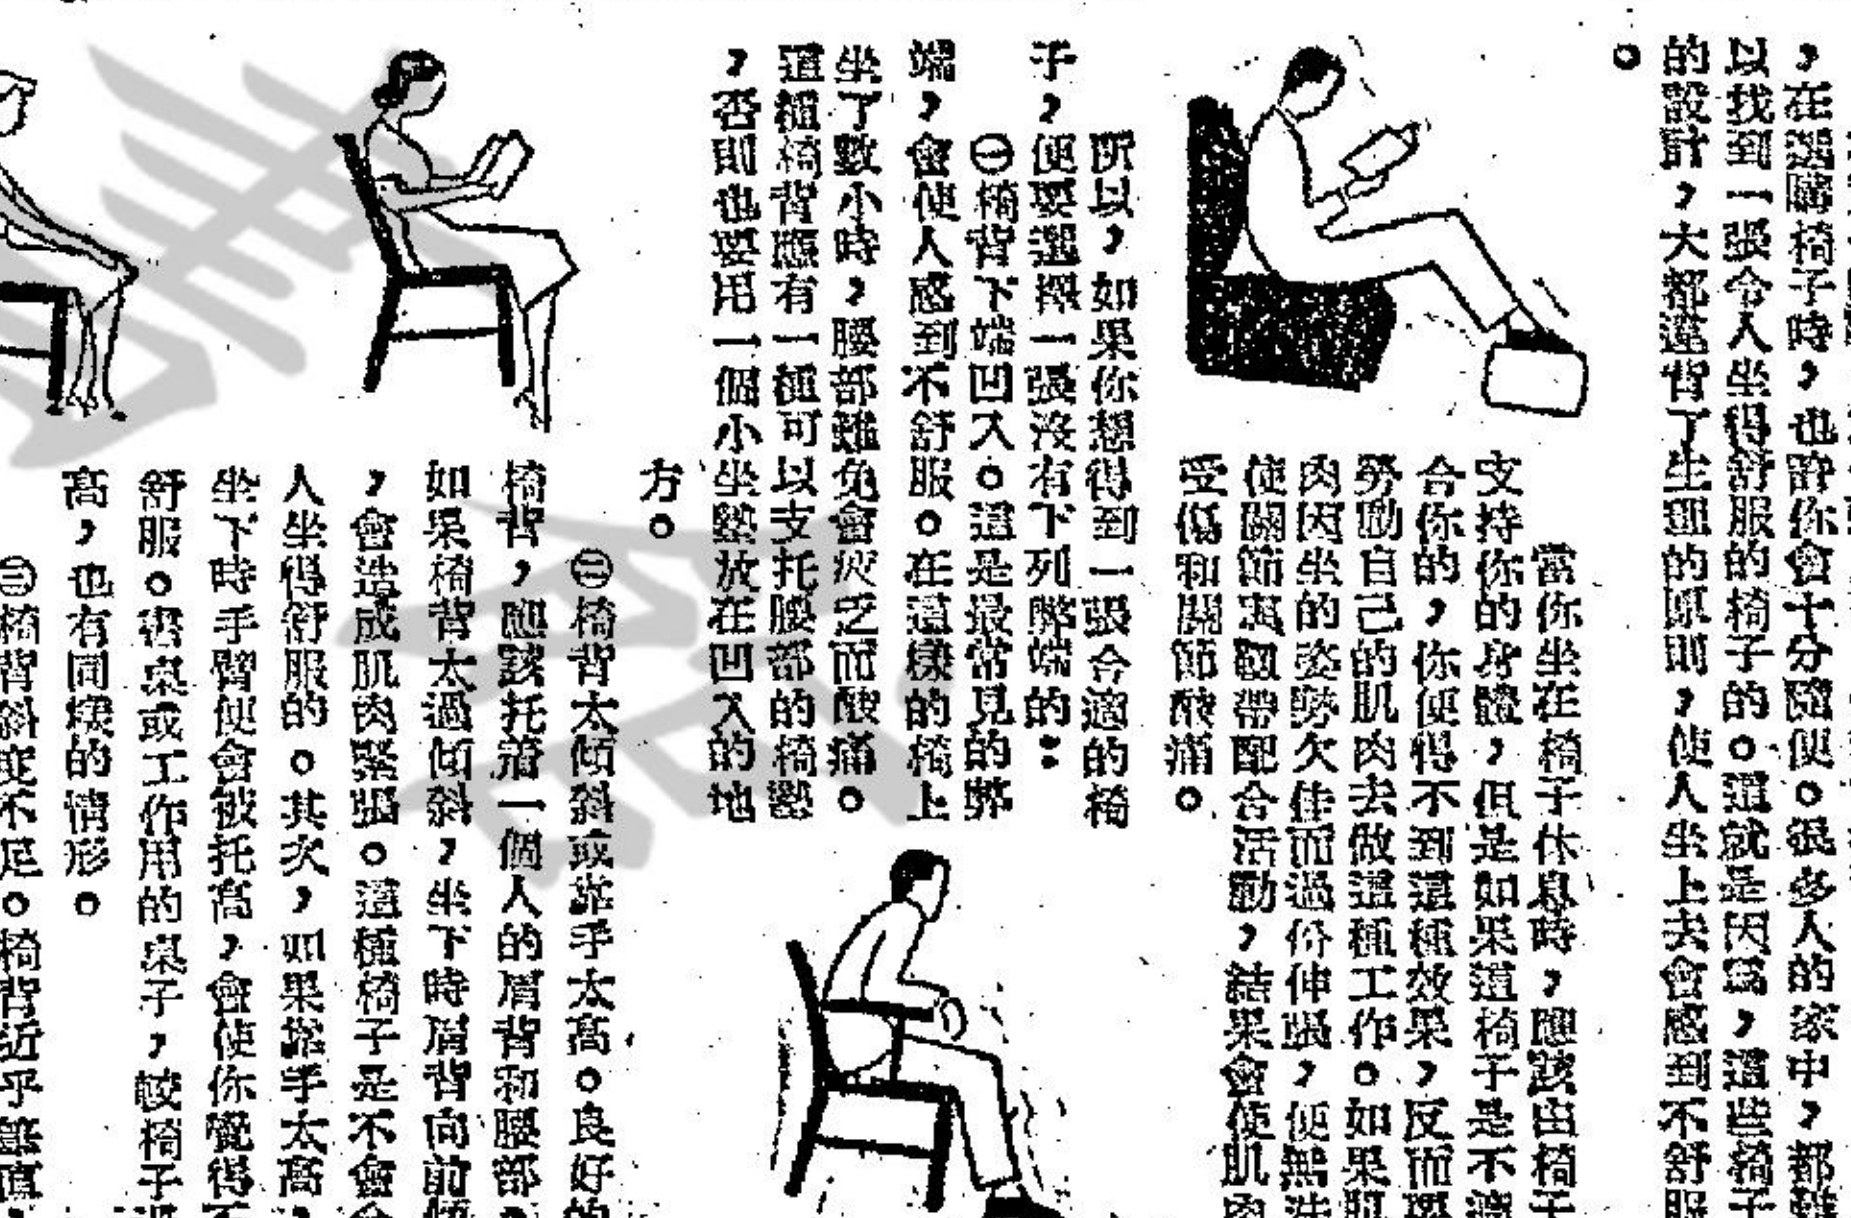 ，在選購椅子時，也許你會十分隨便。很多人的家中，都難
以找到一張令人坐得舒服的椅子的。這就是因爲，這些椅子
的設計，大都違背了生理的原則，使人坐上去會感到不舒服
。
當你坐在椅子休息時，應該由椅子
支持你的身體，但是如果這椅子是不適
合你的，你便得不到這種效果，反而要
勞動自己的肌肉去做這種工作。如果肌
肉因坐的姿勢欠佳而過份伸張，便無法
使關節與韌帶配合活動，結果會使肌肉
受傷和關節酸痛。
所以，如果你想得到一張合適的椅
子，便要選擇一張沒有下列弊端的：
㊀椅背下端凹入。這是最常見的弊
端，會使人感到不舒服。在這樣的椅上
坐了數小時，腰部難免會疲乏而酸痛。
這種椅背應有一種可以支托腰部的椅墊
，否則也要用一個小坐墊放在凹入的地
方。
㊁椅背太傾斜或靠手太高。良好的
椅背，應該托着一個人的肩背和腰部，
如果椅背太過傾斜，坐下時肩背向前傾
，會造成肌肉緊張。這種椅子是不會令
人坐得舒服的。其次，如果靠手太高，
坐下時手臂便會被托高，會使你覺得不
舒服。書桌或工作用的桌子，較椅子過
高，也有同樣的情形。
㊂椅背斜度不足。椅背近乎筆直，